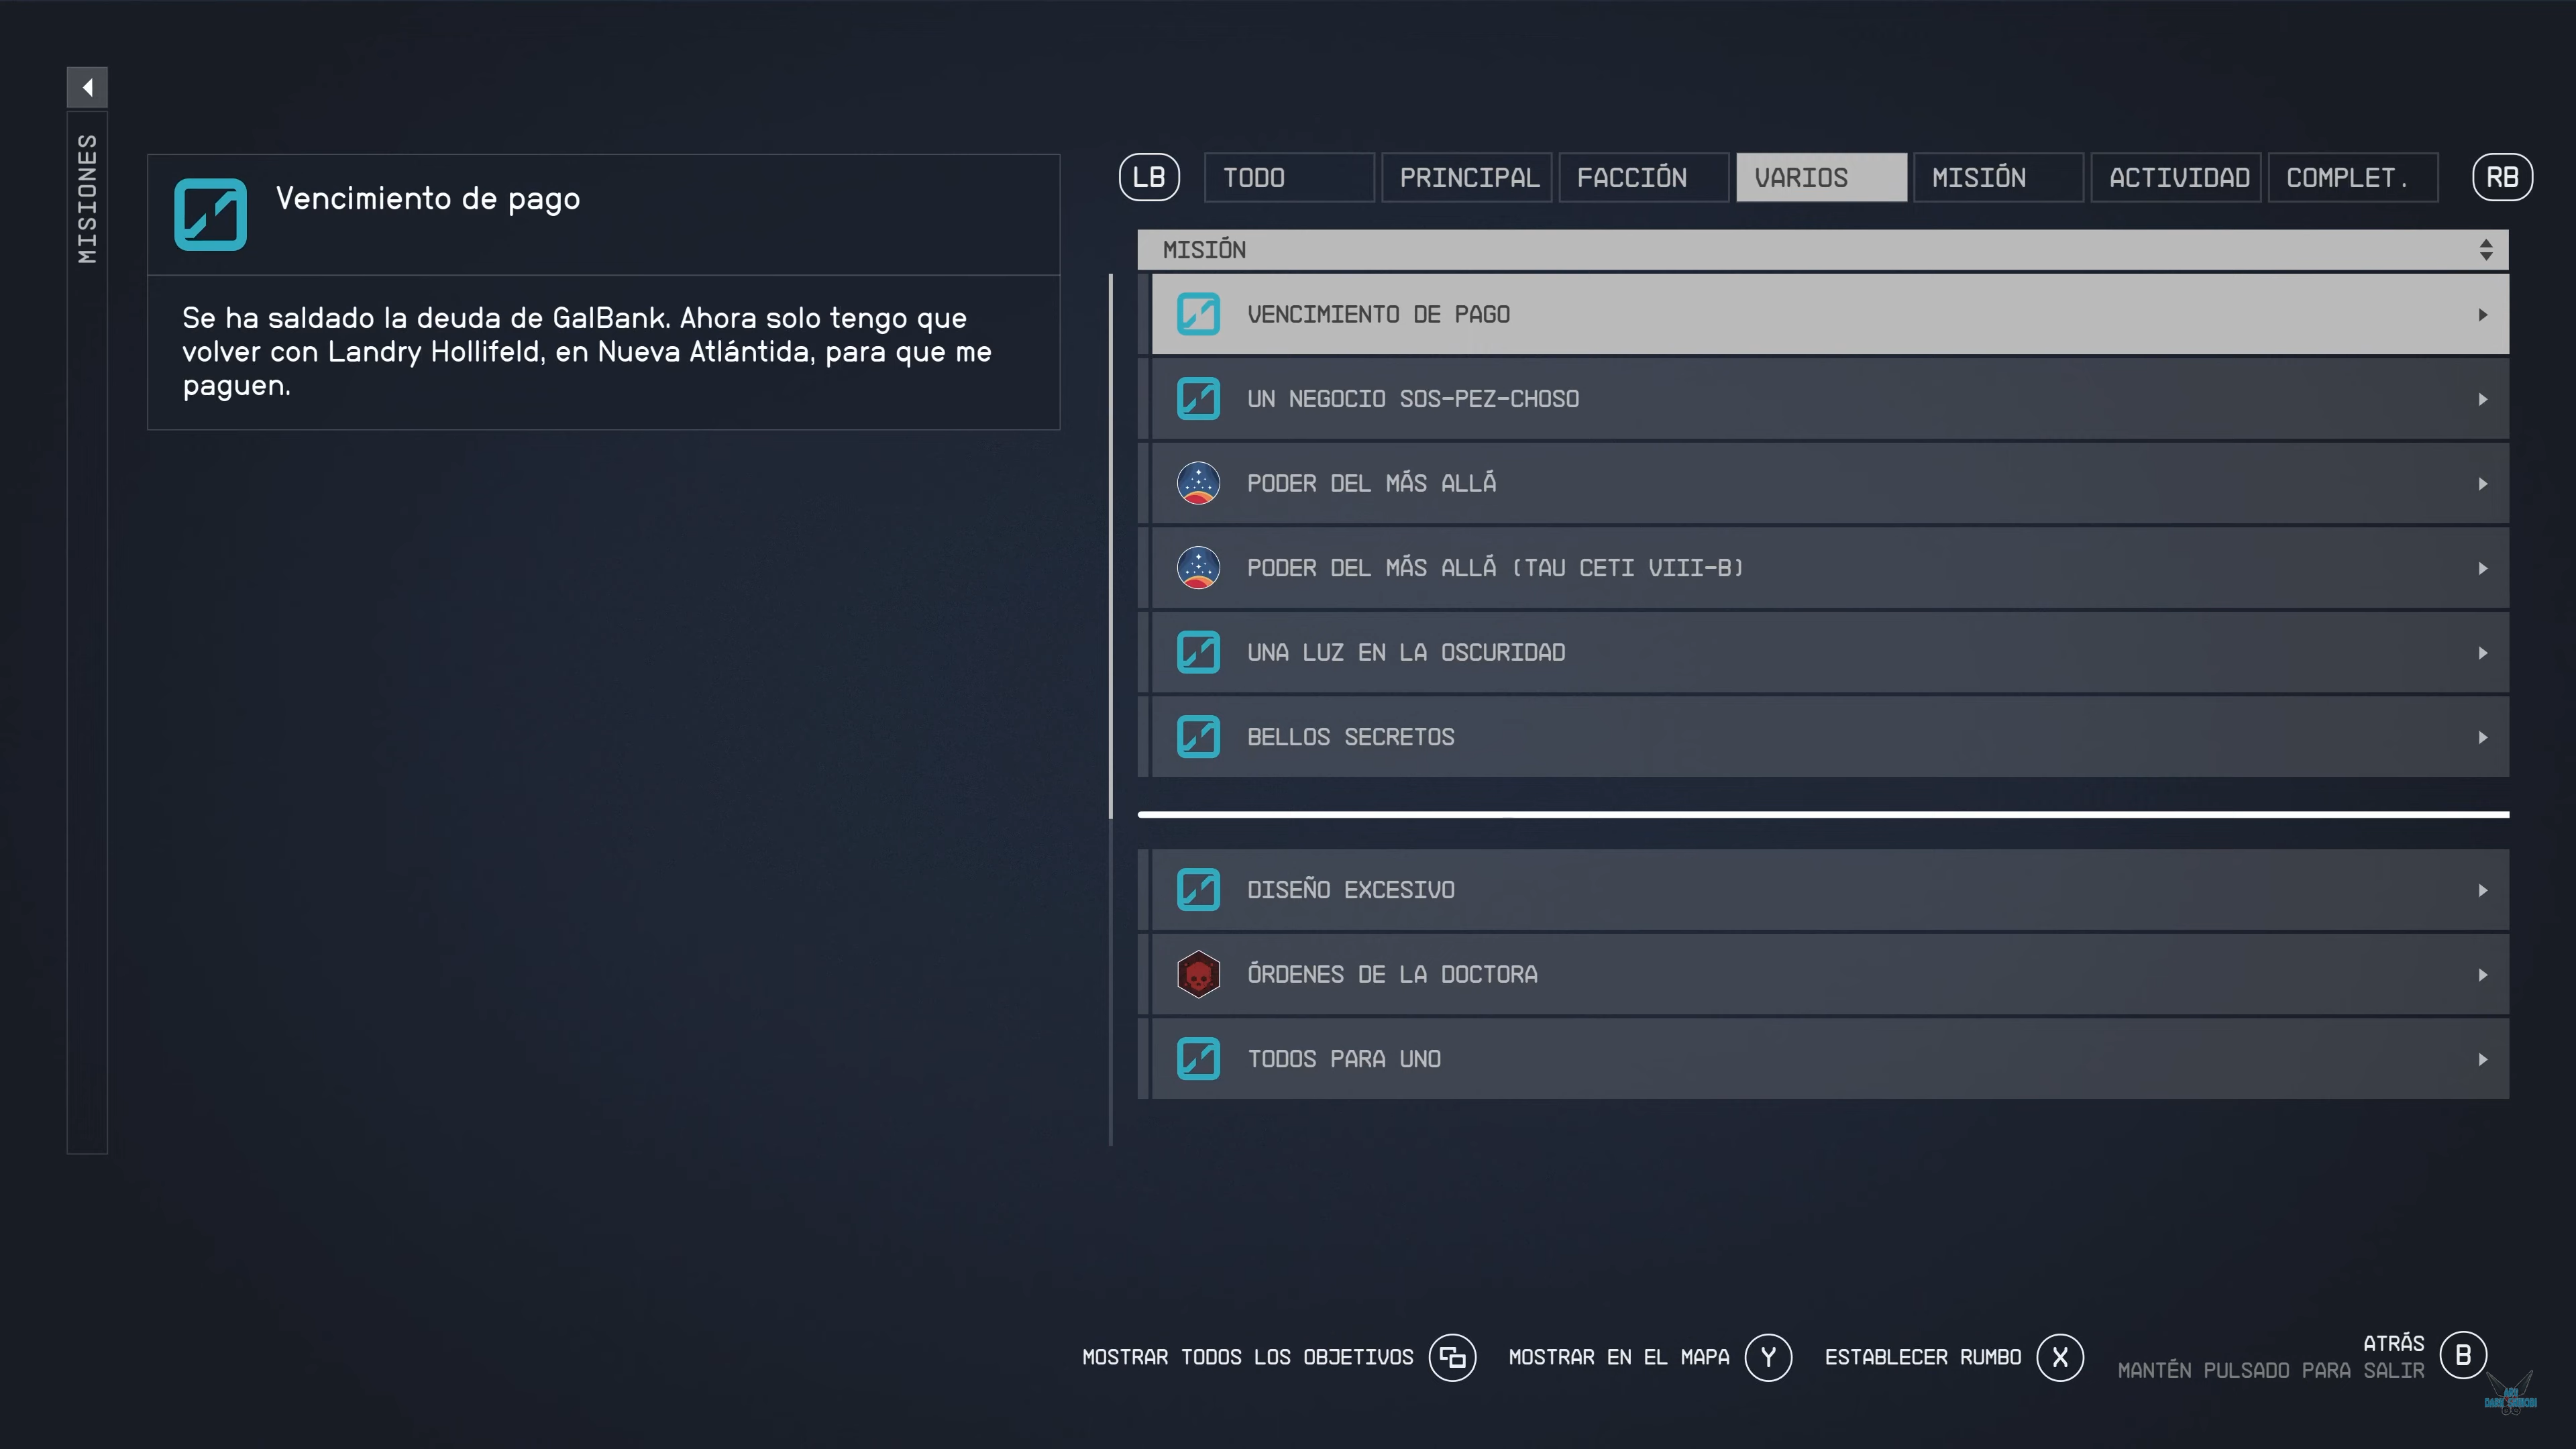 MISIONES
Vencimiento de pago
Se ha saldado la deuda de GalBank. Ahora solo tengo que
volver con Landry Hollifeld, en Nueva Atlántida, para que me
paguen.
LB TODO PRINCIPAL FACCIÓN VARIOS MISIÓN ACTIVIDAD COMPLET. RB
MISIÓN
VENCIMIENTO DE PAGO
UN NEGOCIO SOS-PEZ-CHOSO
PODER DEL MÁS ALLÁ
PODER DEL MÁS ALLÁ (TAU CETI VIII-B)
UNA LUZ EN LA OSCURIDAD
BELLOS SECRETOS
DISEÑO EXCESIVO
ÓRDENES DE LA DOCTORA
TODOS PARA UNO
MOSTRAR TODOS LOS OBJETIVOS MOSTRAR EN EL MAPA Y ESTABLECER RUMBO X ATRÁS B
MANTÉN PULSADO PARA SALIR